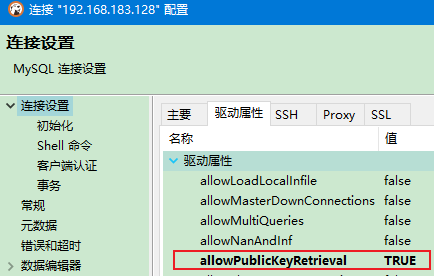 连接 "192.168.183.128" 配置
连接设置
MySQL 连接设置
连接设置
初始化
Shell 命令
客户端认证
事务
常规
元数据
错误和超时
数据编辑器
主要 驱动属性 SSH Proxy SSL
名称 值
驱动属性
allowLoadLocalInfile false
allowMasterDownConnections false
allowMultiQueries false
allowNanAndInf false
allowPublicKeyRetrieval TRUE